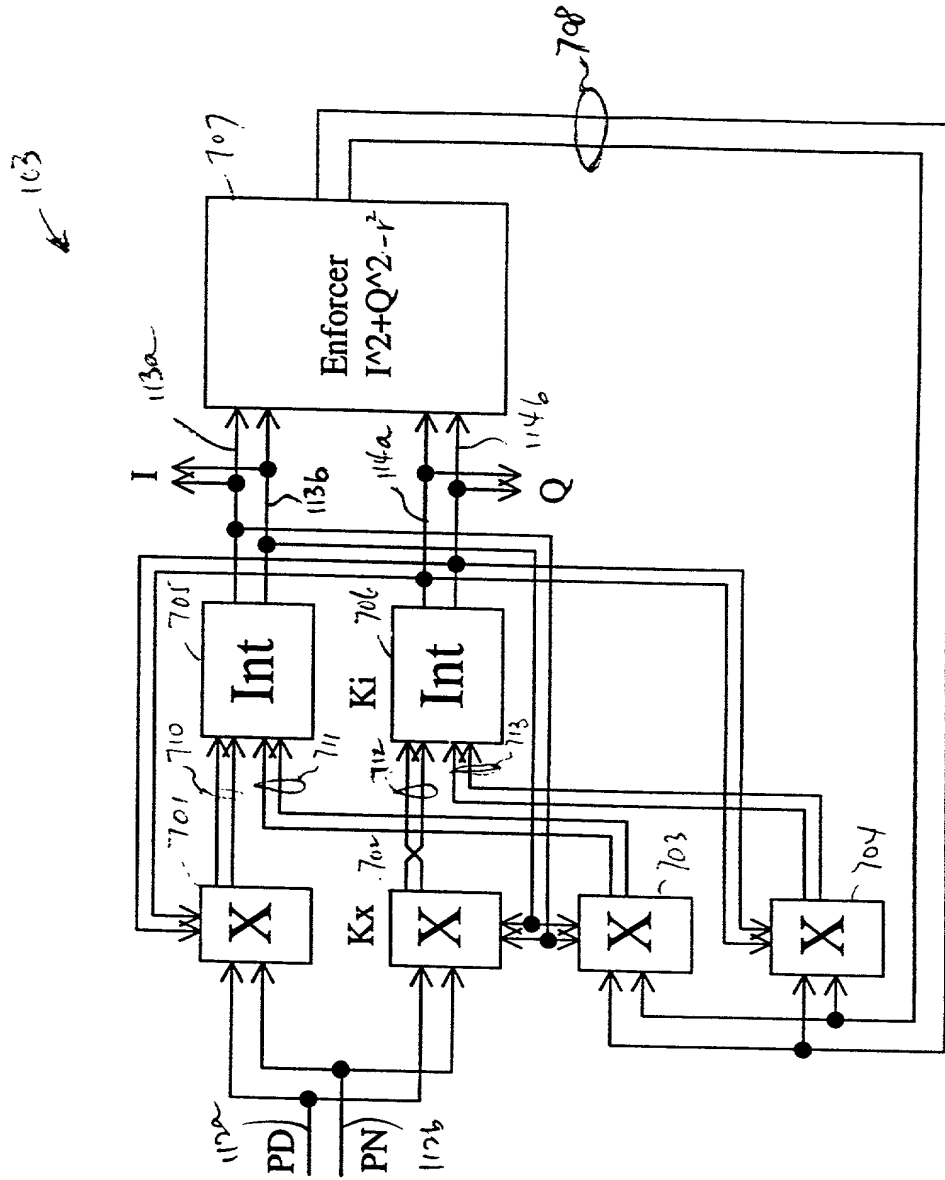 103
707
708
Enforcer
I^2+Q^2-r²
113a
I
113b
114a
114b
Q
705
Int
706
Ki
Int
701
710
711
712
713
X
Kx
702
X
X
703
X
704
112a
PD
PN
112b